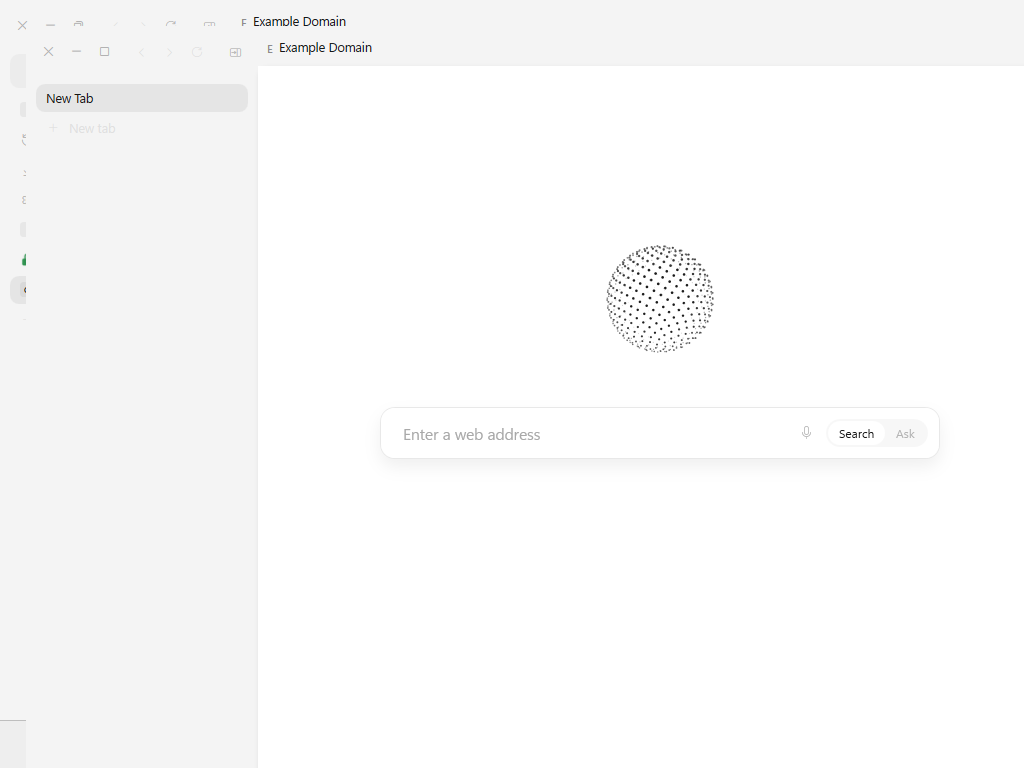 Example Domain
E Example Domain
New Tab
New tab
Enter a web address
Search
Ask